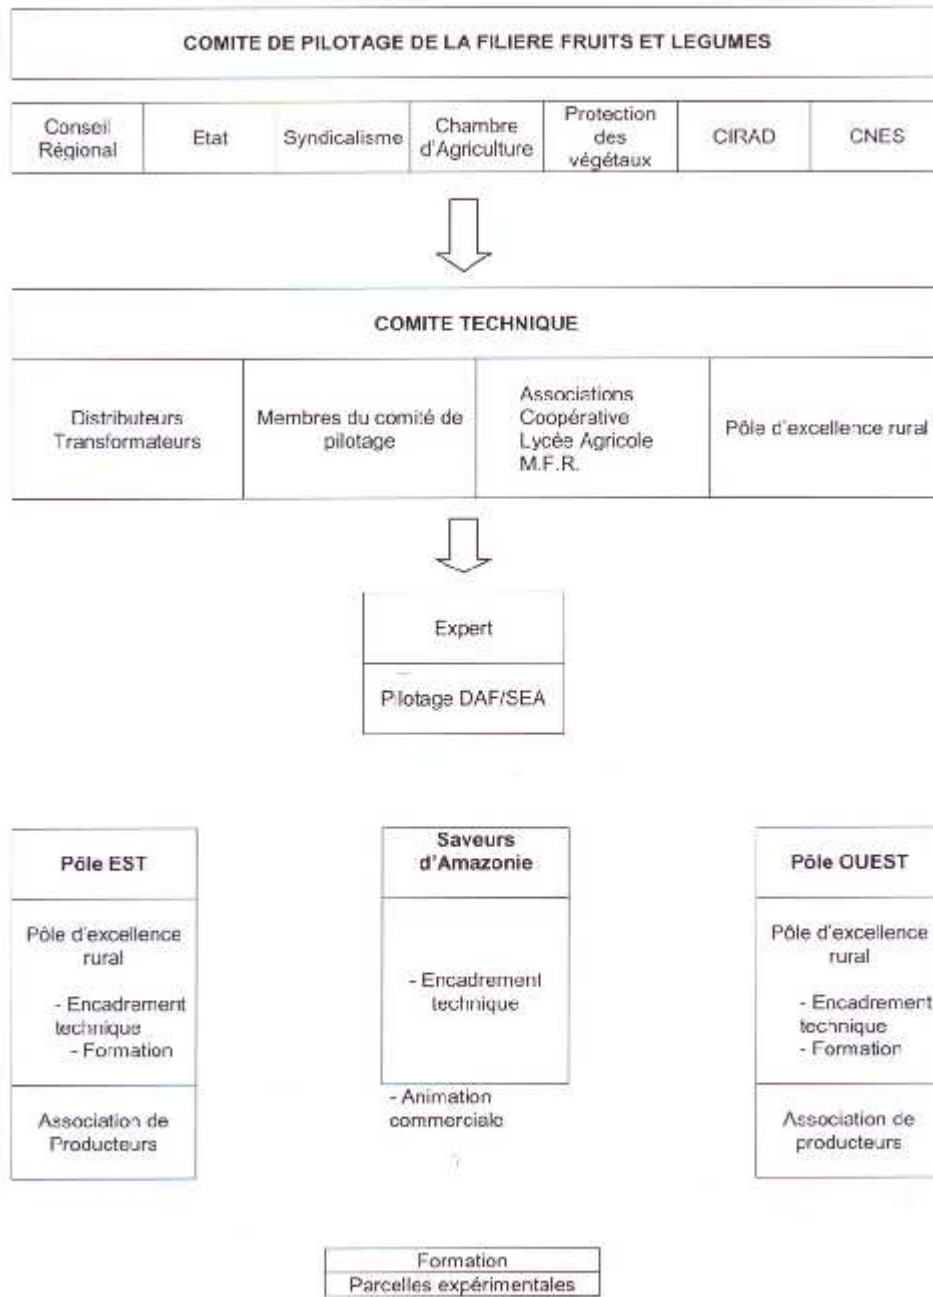 COMITE DE PILOTAGE DE LA FILIERE FRUITS ET LEGUMES
Conseil
Régional
Etat
Syndicalisme
Chambre
d'Agriculture
Protection
des
végétaux
CIRAD
CNES
COMITE TECHNIQUE
Distributeurs
Transformateurs
Membres du comité de
pilotage
Associations
Coopérative
Lycée Agricole
M.F.R.
Pôle d'excellence rural
Expert
Pilotage DAF/SEA
Pôle EST
Pôle d'excellence
rural
- Encadrement
technique
- Formation
Association de
Producteurs
Saveurs
d'Amazonie
- Encadrement
technique
- Animation
commerciale
Pôle OUEST
Pôle d'excellence
rural
- Encadrement
technique
- Formation
Association de
producteurs
Formation
Parcelles expérimentales